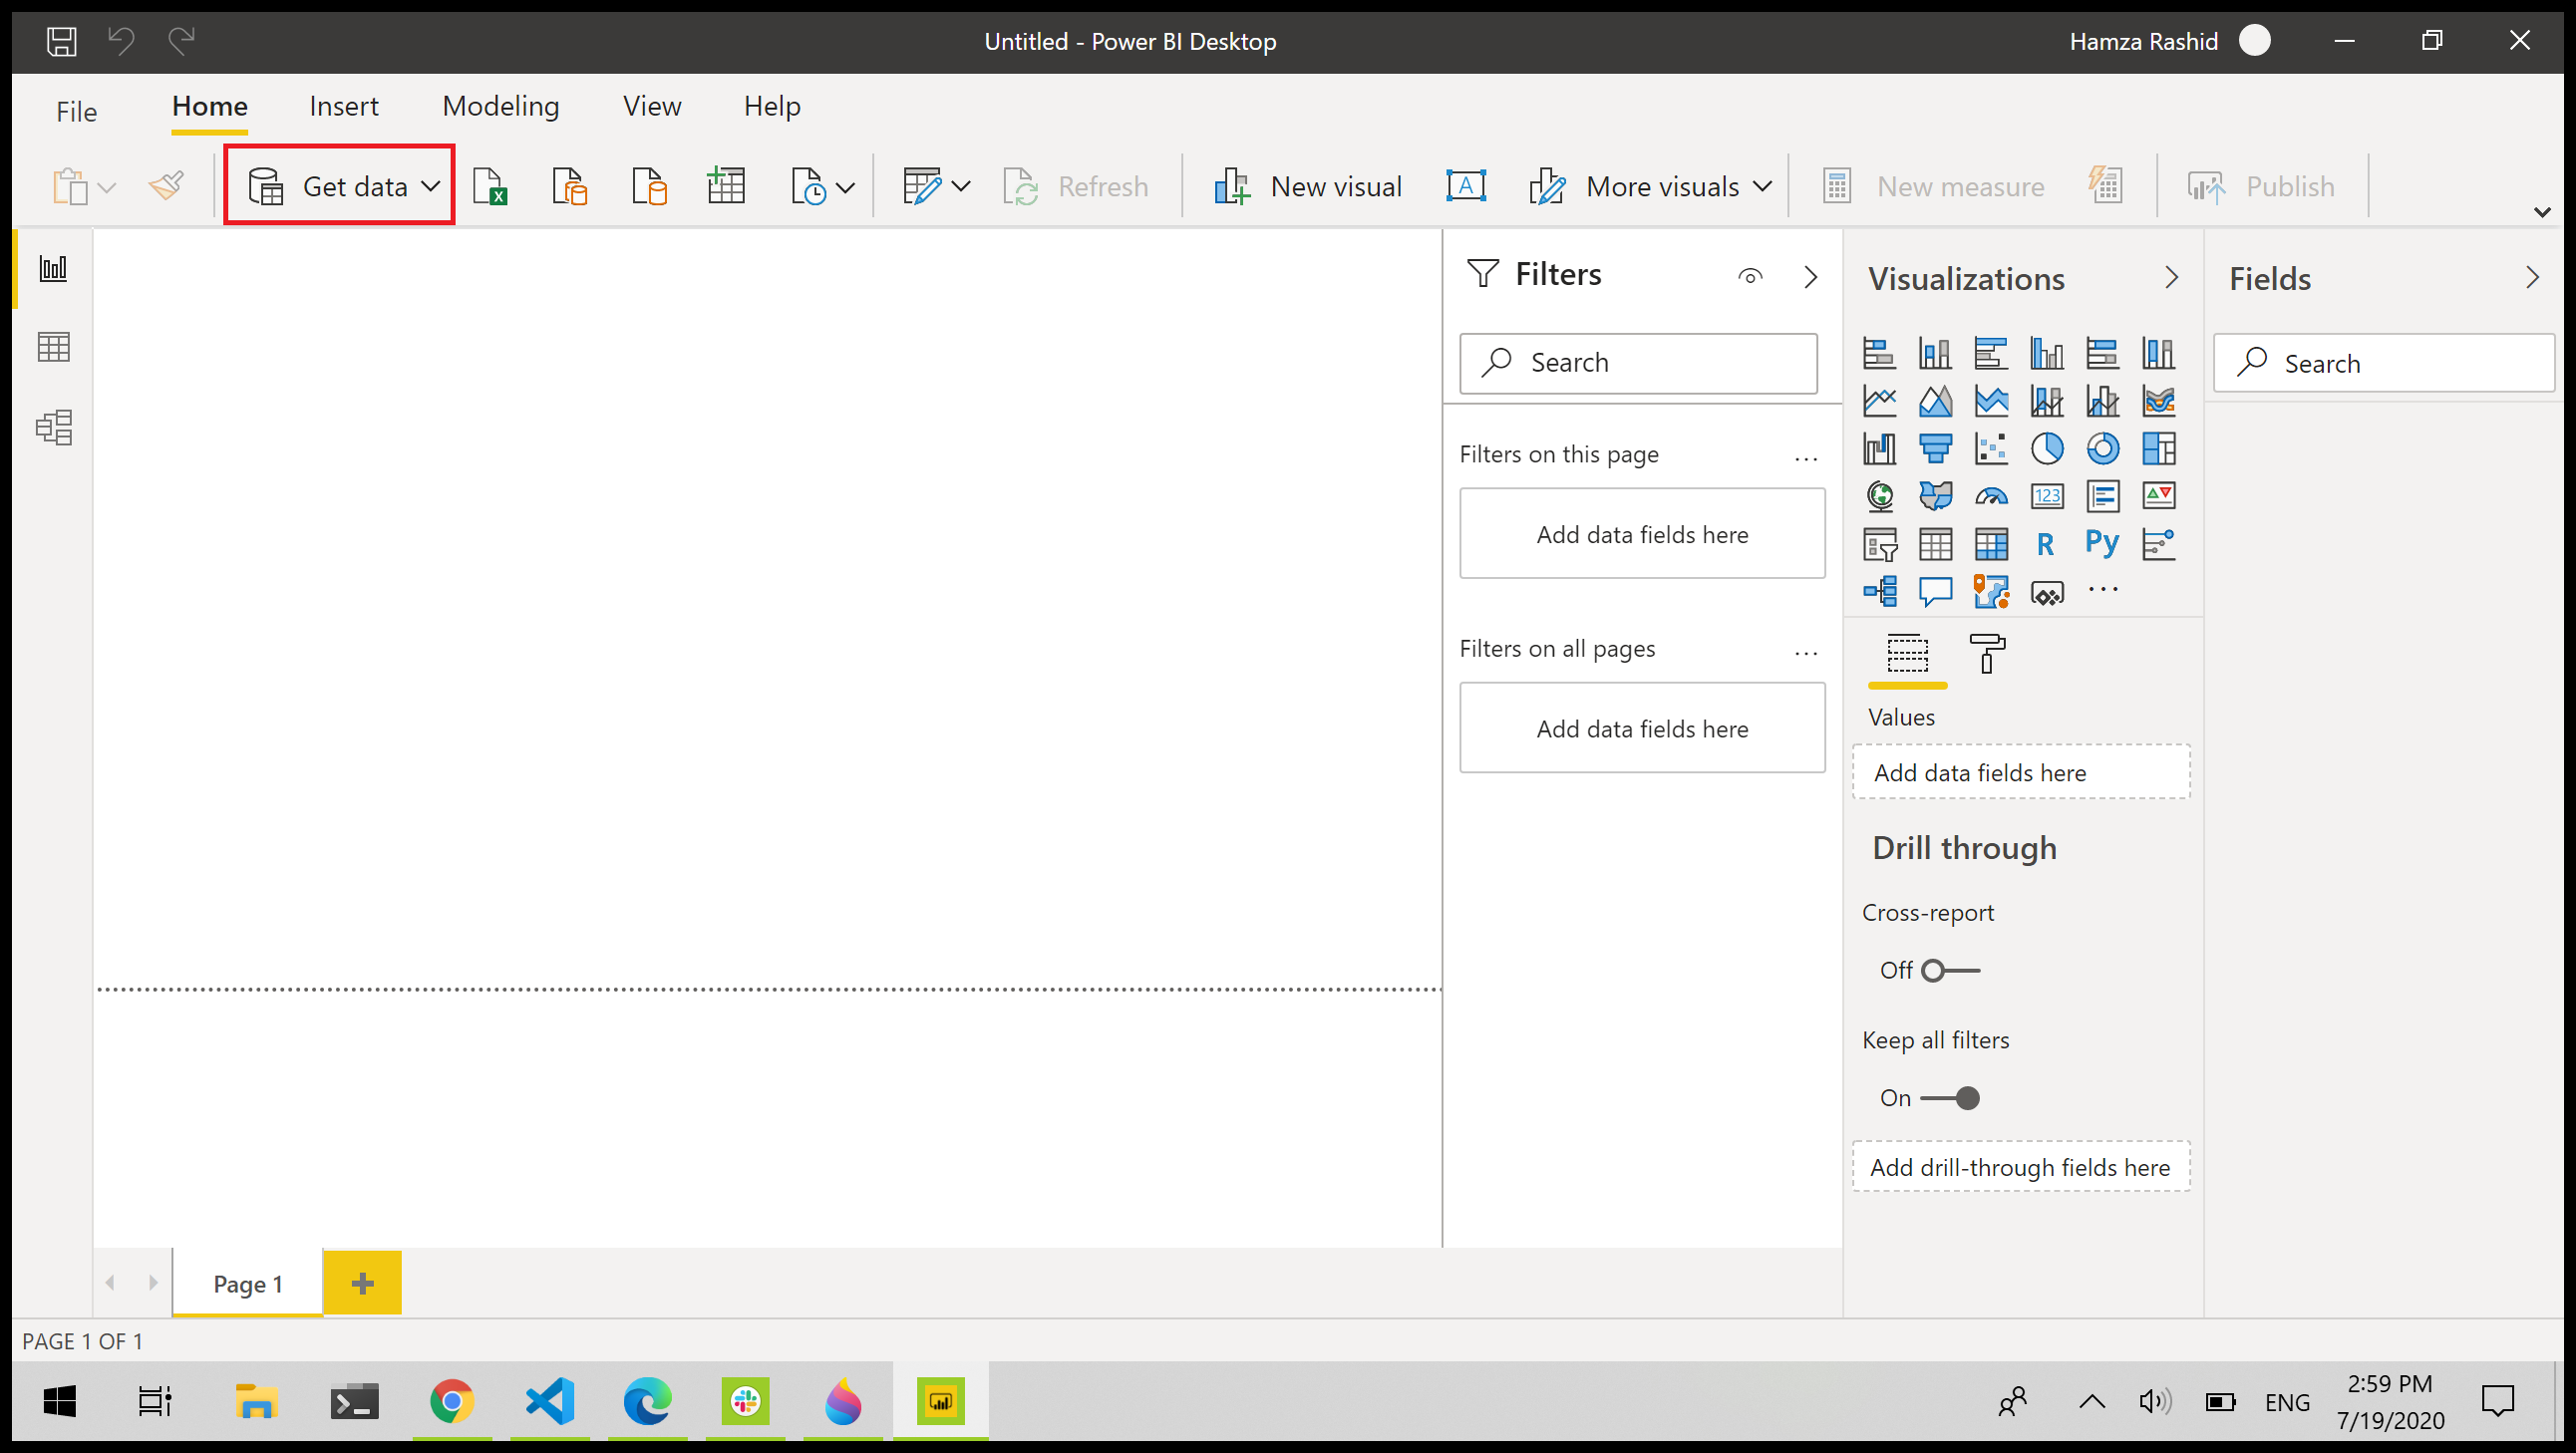 Untitled - Power BI Desktop
Hamza Rashid
File
Home
Insert
Modeling
View
Help
Get data
X
Refresh
New visual
A
More visuals
New measure
Publish
Filters
Visualizations
Fields
Search
Search
Filters on this page
...
Add data fields here
123
R
Py
...
Filters on all pages
...
Add data fields here
Values
Add data fields here
Drill through
Cross-report
Off
Keep all filters
On
Add drill-through fields here
Page 1
PAGE 1 OF 1
ENG
2:59 PM
7/19/2020